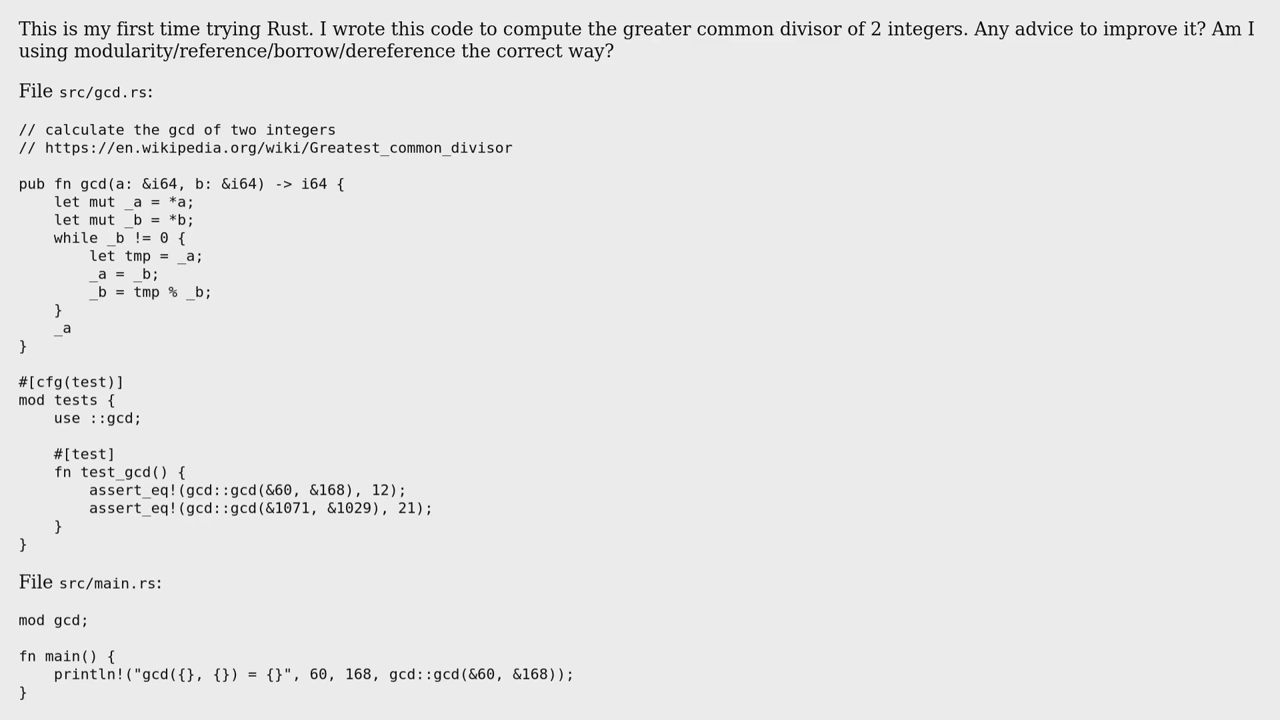 This is my first time trying Rust. I wrote this code to compute the greater common divisor of 2 integers. Any advice to improve it? Am I
using modularity/reference/borrow/dereference the correct way?
File src/gcd.rs:
// calculate the gcd of two integers
// https://en.wikipedia.org/wiki/Greatest_common_divisor
pub fn gcd(a: &i64, b: &i64) -> i64 {
    let mut _a = *a;
    let mut _b = *b;
    while _b != 0 {
        let tmp = _a;
        _a = _b;
        _b = tmp % _b;
    }
    _a
}
#[cfg(test)]
mod tests {
    use ::gcd;
    #[test]
    fn test_gcd() {
        assert_eq!(gcd::gcd(&60, &168), 12);
        assert_eq!(gcd::gcd(&1071, &1029), 21);
    }
}
File src/main.rs:
mod gcd;
fn main() {
    println!("gcd({}, {}) = {}", 60, 168, gcd::gcd(&60, &168));
}